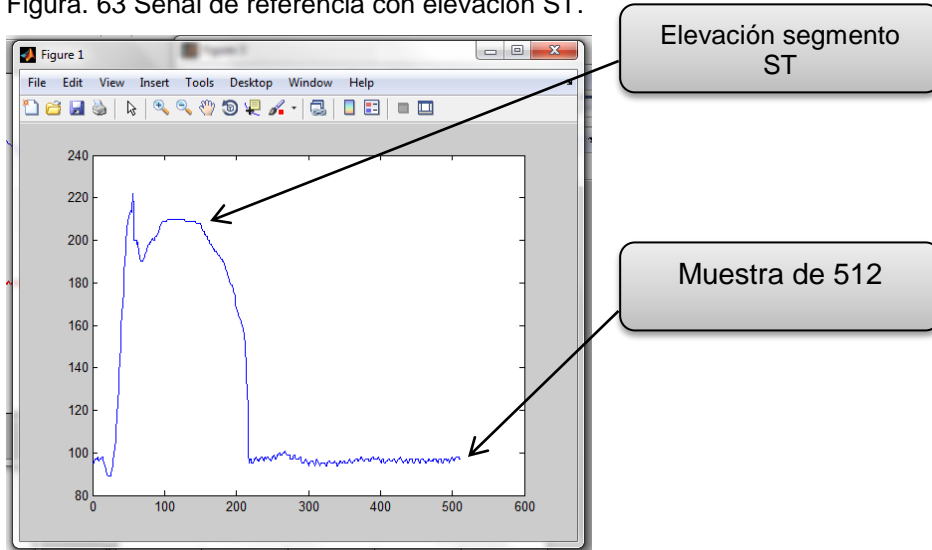 Figura. 63 Señal de referencia con elevación ST.
Elevación segmento
ST
Figure 1
File Edit View Insert Tools Desktop Window Help
240
220
200
180
160
140
120
100
80
0 100 200 300 400 500 600
Muestra de 512